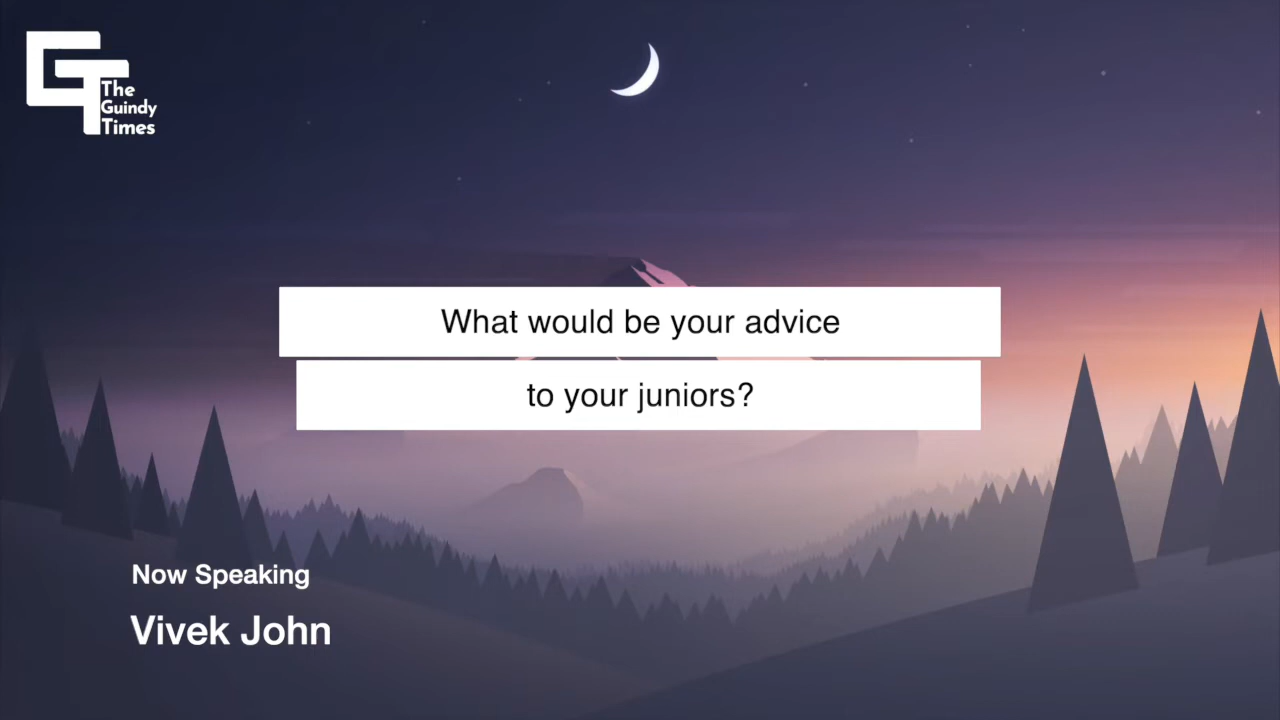 The
Guindy
Times
What would be your advice
to your juniors?
Now Speaking
Vivek John